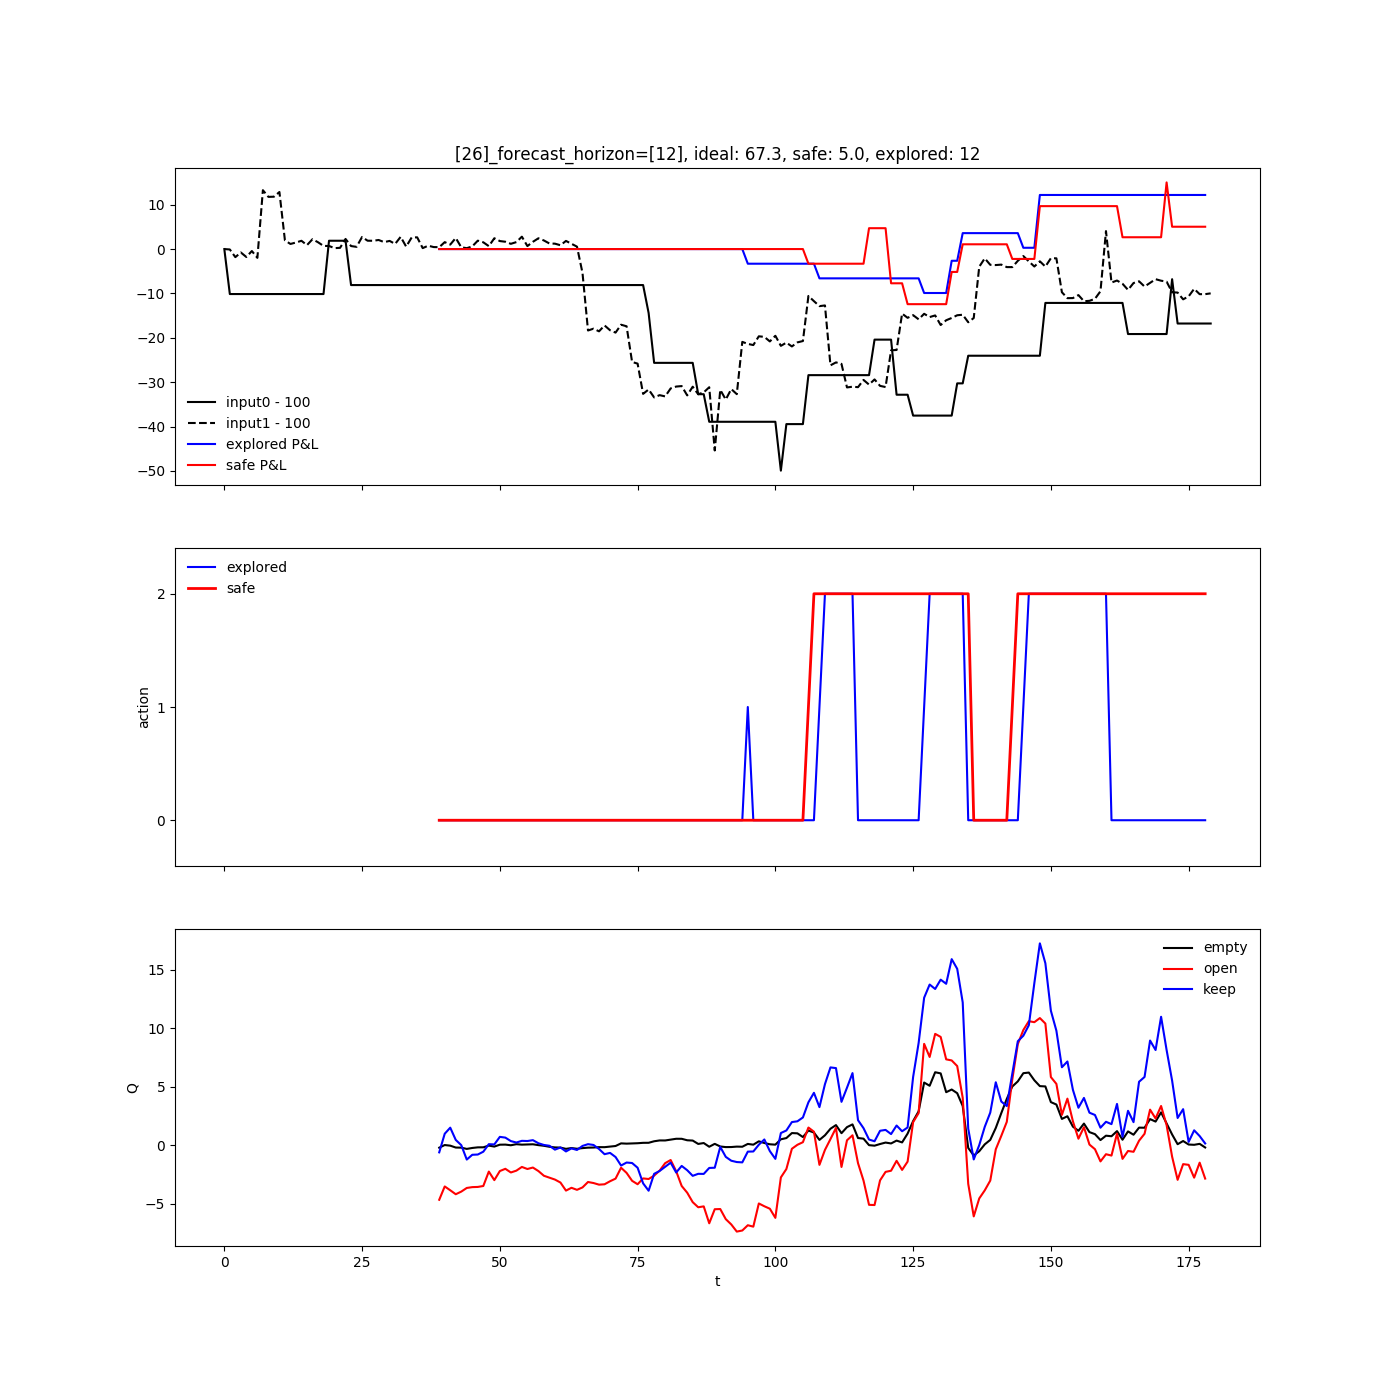 [26]_forecast_horizon=[12], ideal: 67.3, safe: 5.0, explored: 12
10
0
−10
−20
−30
−40
−50
input0 - 100
input1 - 100
explored P&L
safe P&L
2
1
0
action
explored
safe
15
10
5
0
−5
Q
empty
open
keep
0
25
50
75
100
125
150
175
t